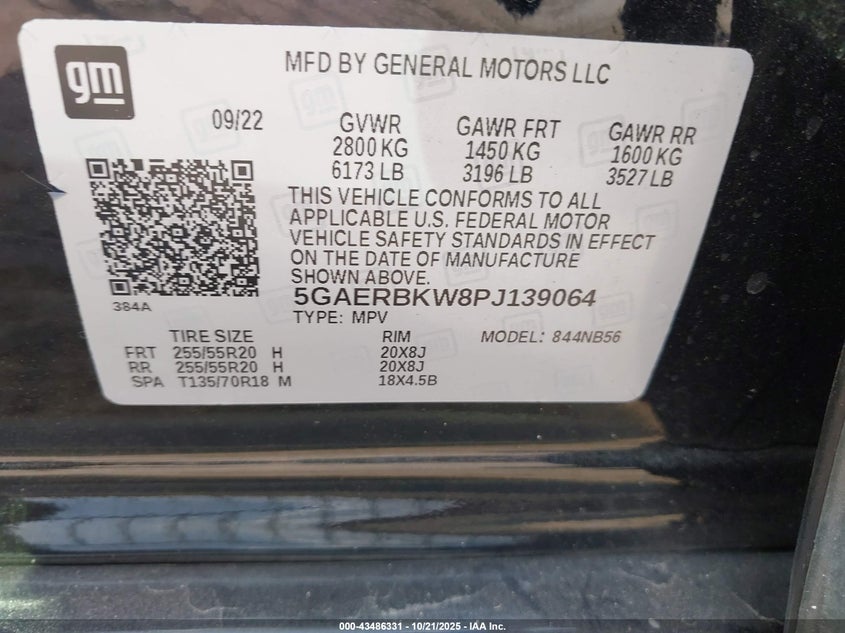 gm
MFD BY GENERAL MOTORS LLC
09/22
GVWR GAWR FRT GAWR RR
2800 KG 1450 KG 1600 KG
6173 LB 3196 LB 3527 LB
THIS VEHICLE CONFORMS TO ALL
APPLICABLE U.S. FEDERAL MOTOR
VEHICLE SAFETY STANDARDS IN EFFECT
ON THE DATE OF MANUFACTURE
SHOWN ABOVE.
384A
5GAERBKW8PJ139064
TYPE: MPV
TIRE SIZE RIM MODEL: 844NB56
FRT 255/55R20 H 20X8J
RR 255/55R20 H 20X8J
SPA T135/70R18 M 18X4.5B
000-43486331 - 10/21/2025 - IAA Inc.